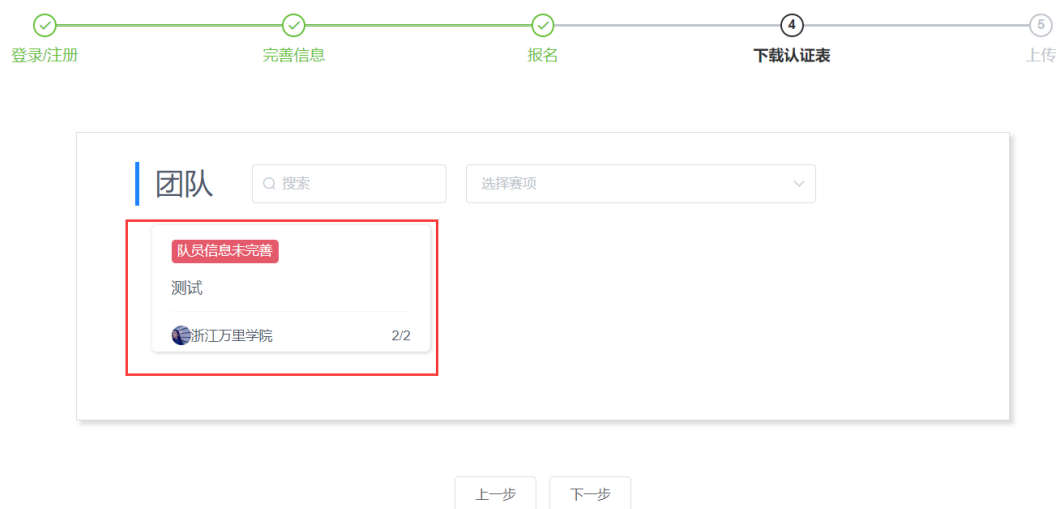 4 5
登录/注册 完善信息 报名 下载认证表 上传
团队 搜索 选择赛项
队员信息未完善
测试
浙江万里学院 2/2
上一步 下一步